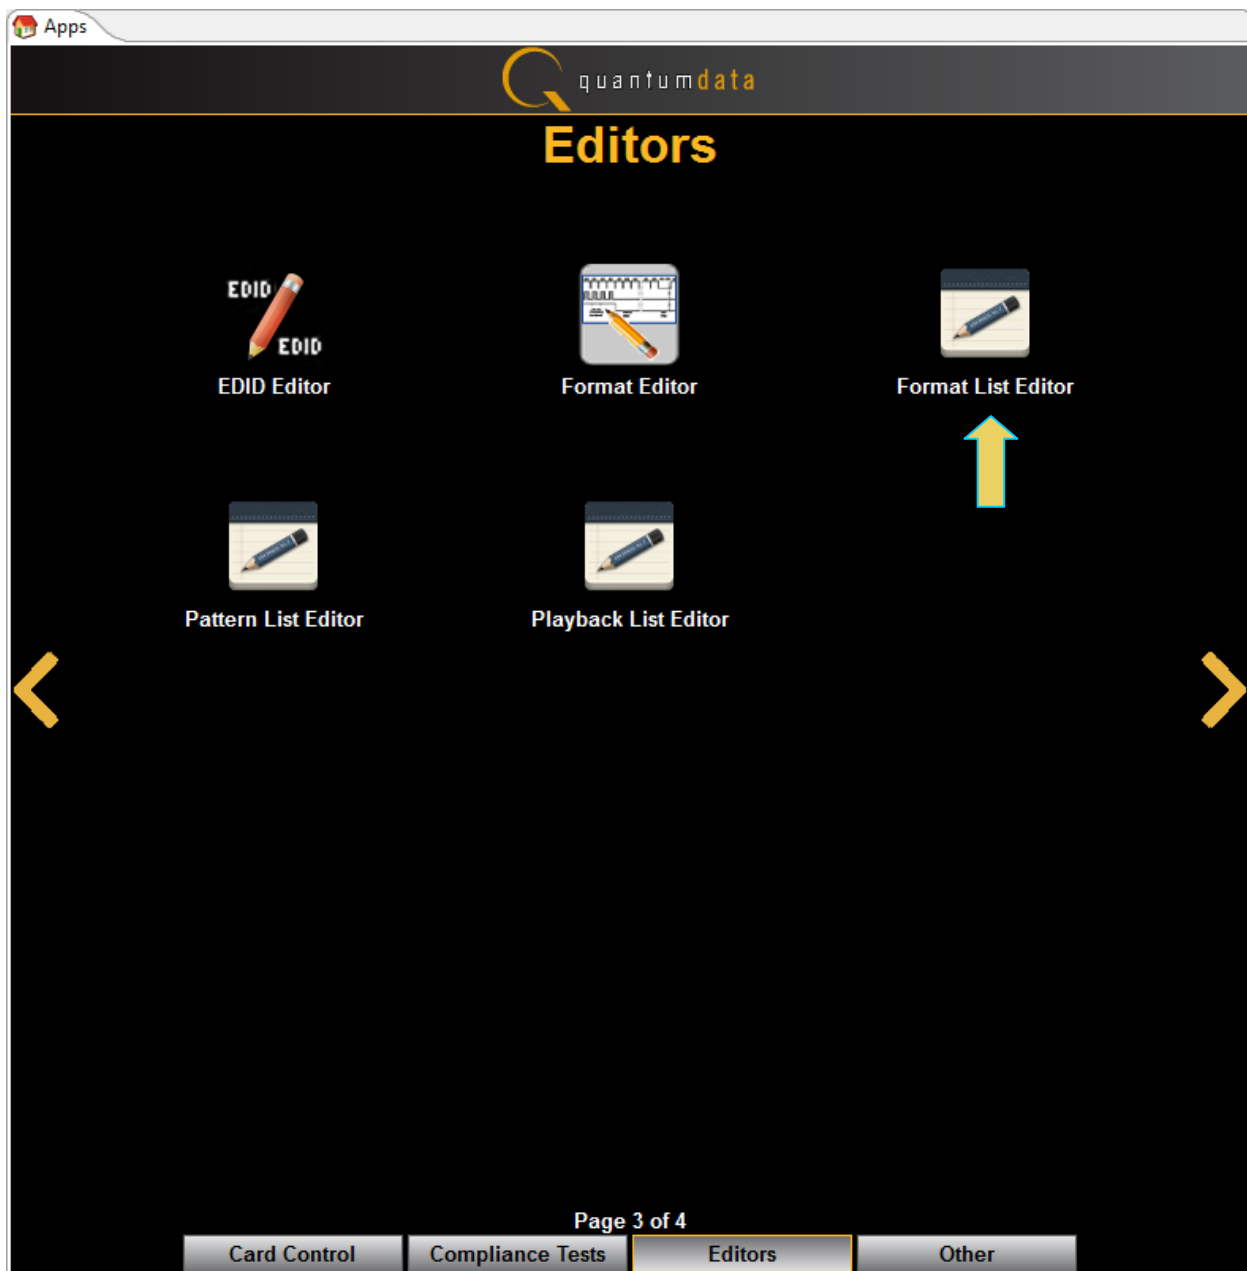 Apps
quantumdata
Editors
EDID
EDID
EDID Editor
Format Editor
Format List Editor
Pattern List Editor
Playback List Editor
Page 3 of 4
Card Control
Compliance Tests
Editors
Other